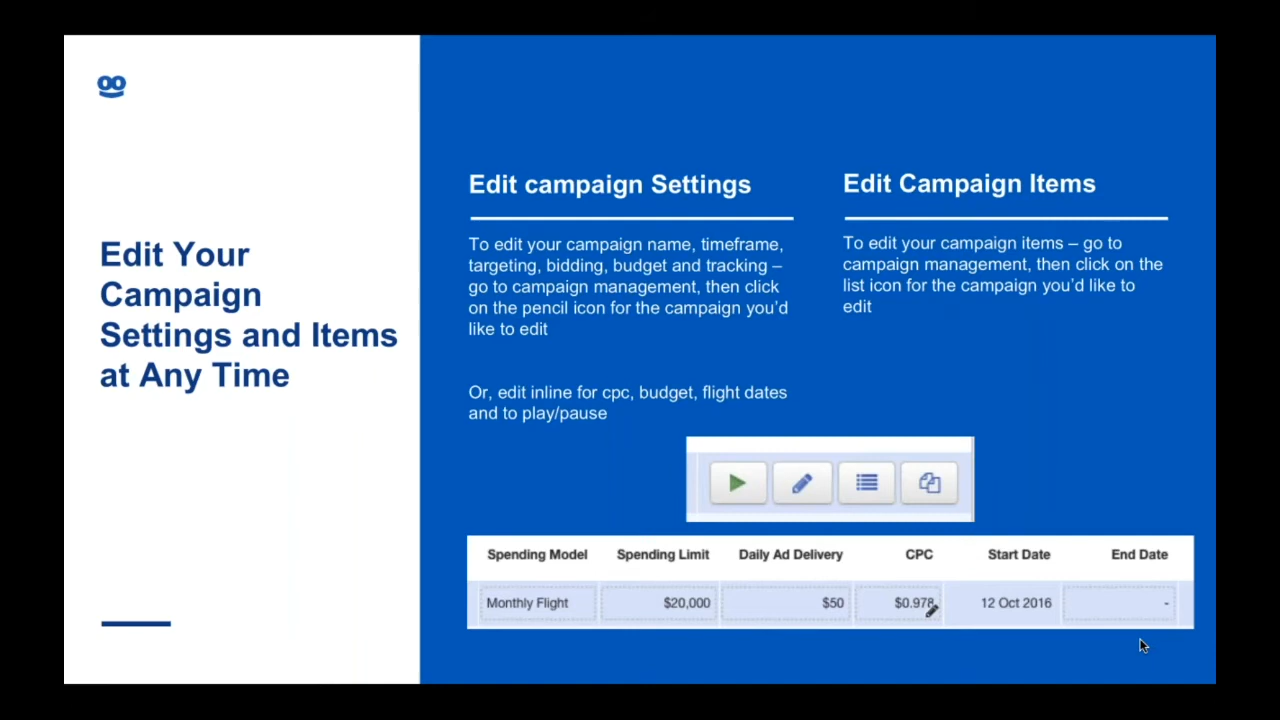 Edit Your
Campaign
Settings and Items
at Any Time
Edit campaign Settings
To edit your campaign name, timeframe,
targeting, bidding, budget and tracking –
go to campaign management, then click
on the pencil icon for the campaign you’d
like to edit
Or, edit inline for cpc, budget, flight dates
and to play/pause
Edit Campaign Items
To edit your campaign items – go to
campaign management, then click on the
list icon for the campaign you’d like to
edit
Spending Model Spending Limit Daily Ad Delivery CPC Start Date End Date
Monthly Flight $20,000 $50 $0.978 12 Oct 2016 -